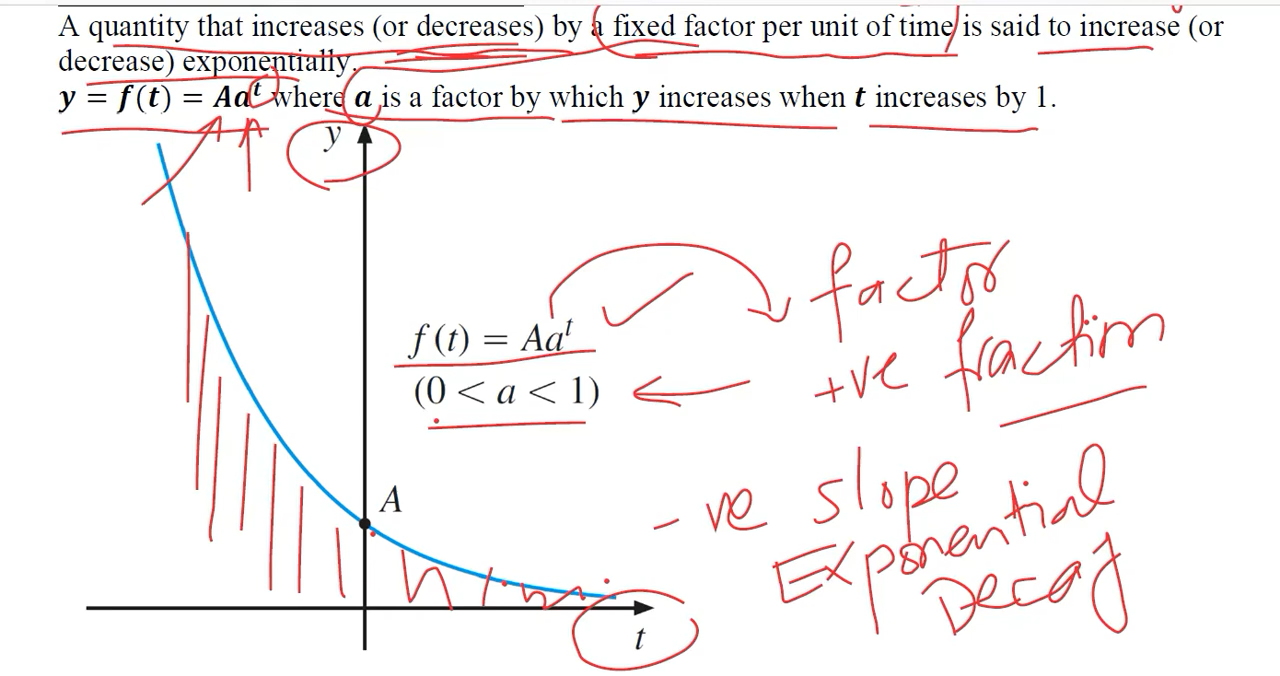 A quantity that increases (or decreases) by a fixed factor per unit of time is said to increase (or
decrease) exponentially.
y = f(t) = Aa^t where a is a factor by which y increases when t increases by 1.
y
factor
f(t) = Aa^t
+ve fraction
(0 < a < 1)
A
-ve slope
Exponential
Decay
t